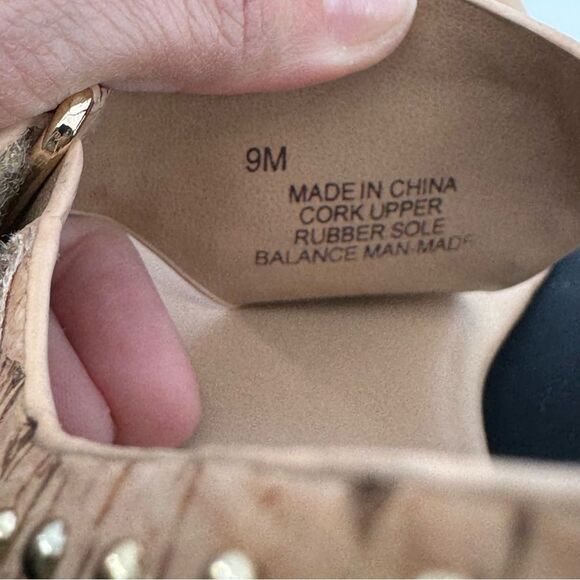 9M
MADE IN CHINA
CORK UPPER
RUBBER SOLE
BALANCE MAN-MADE